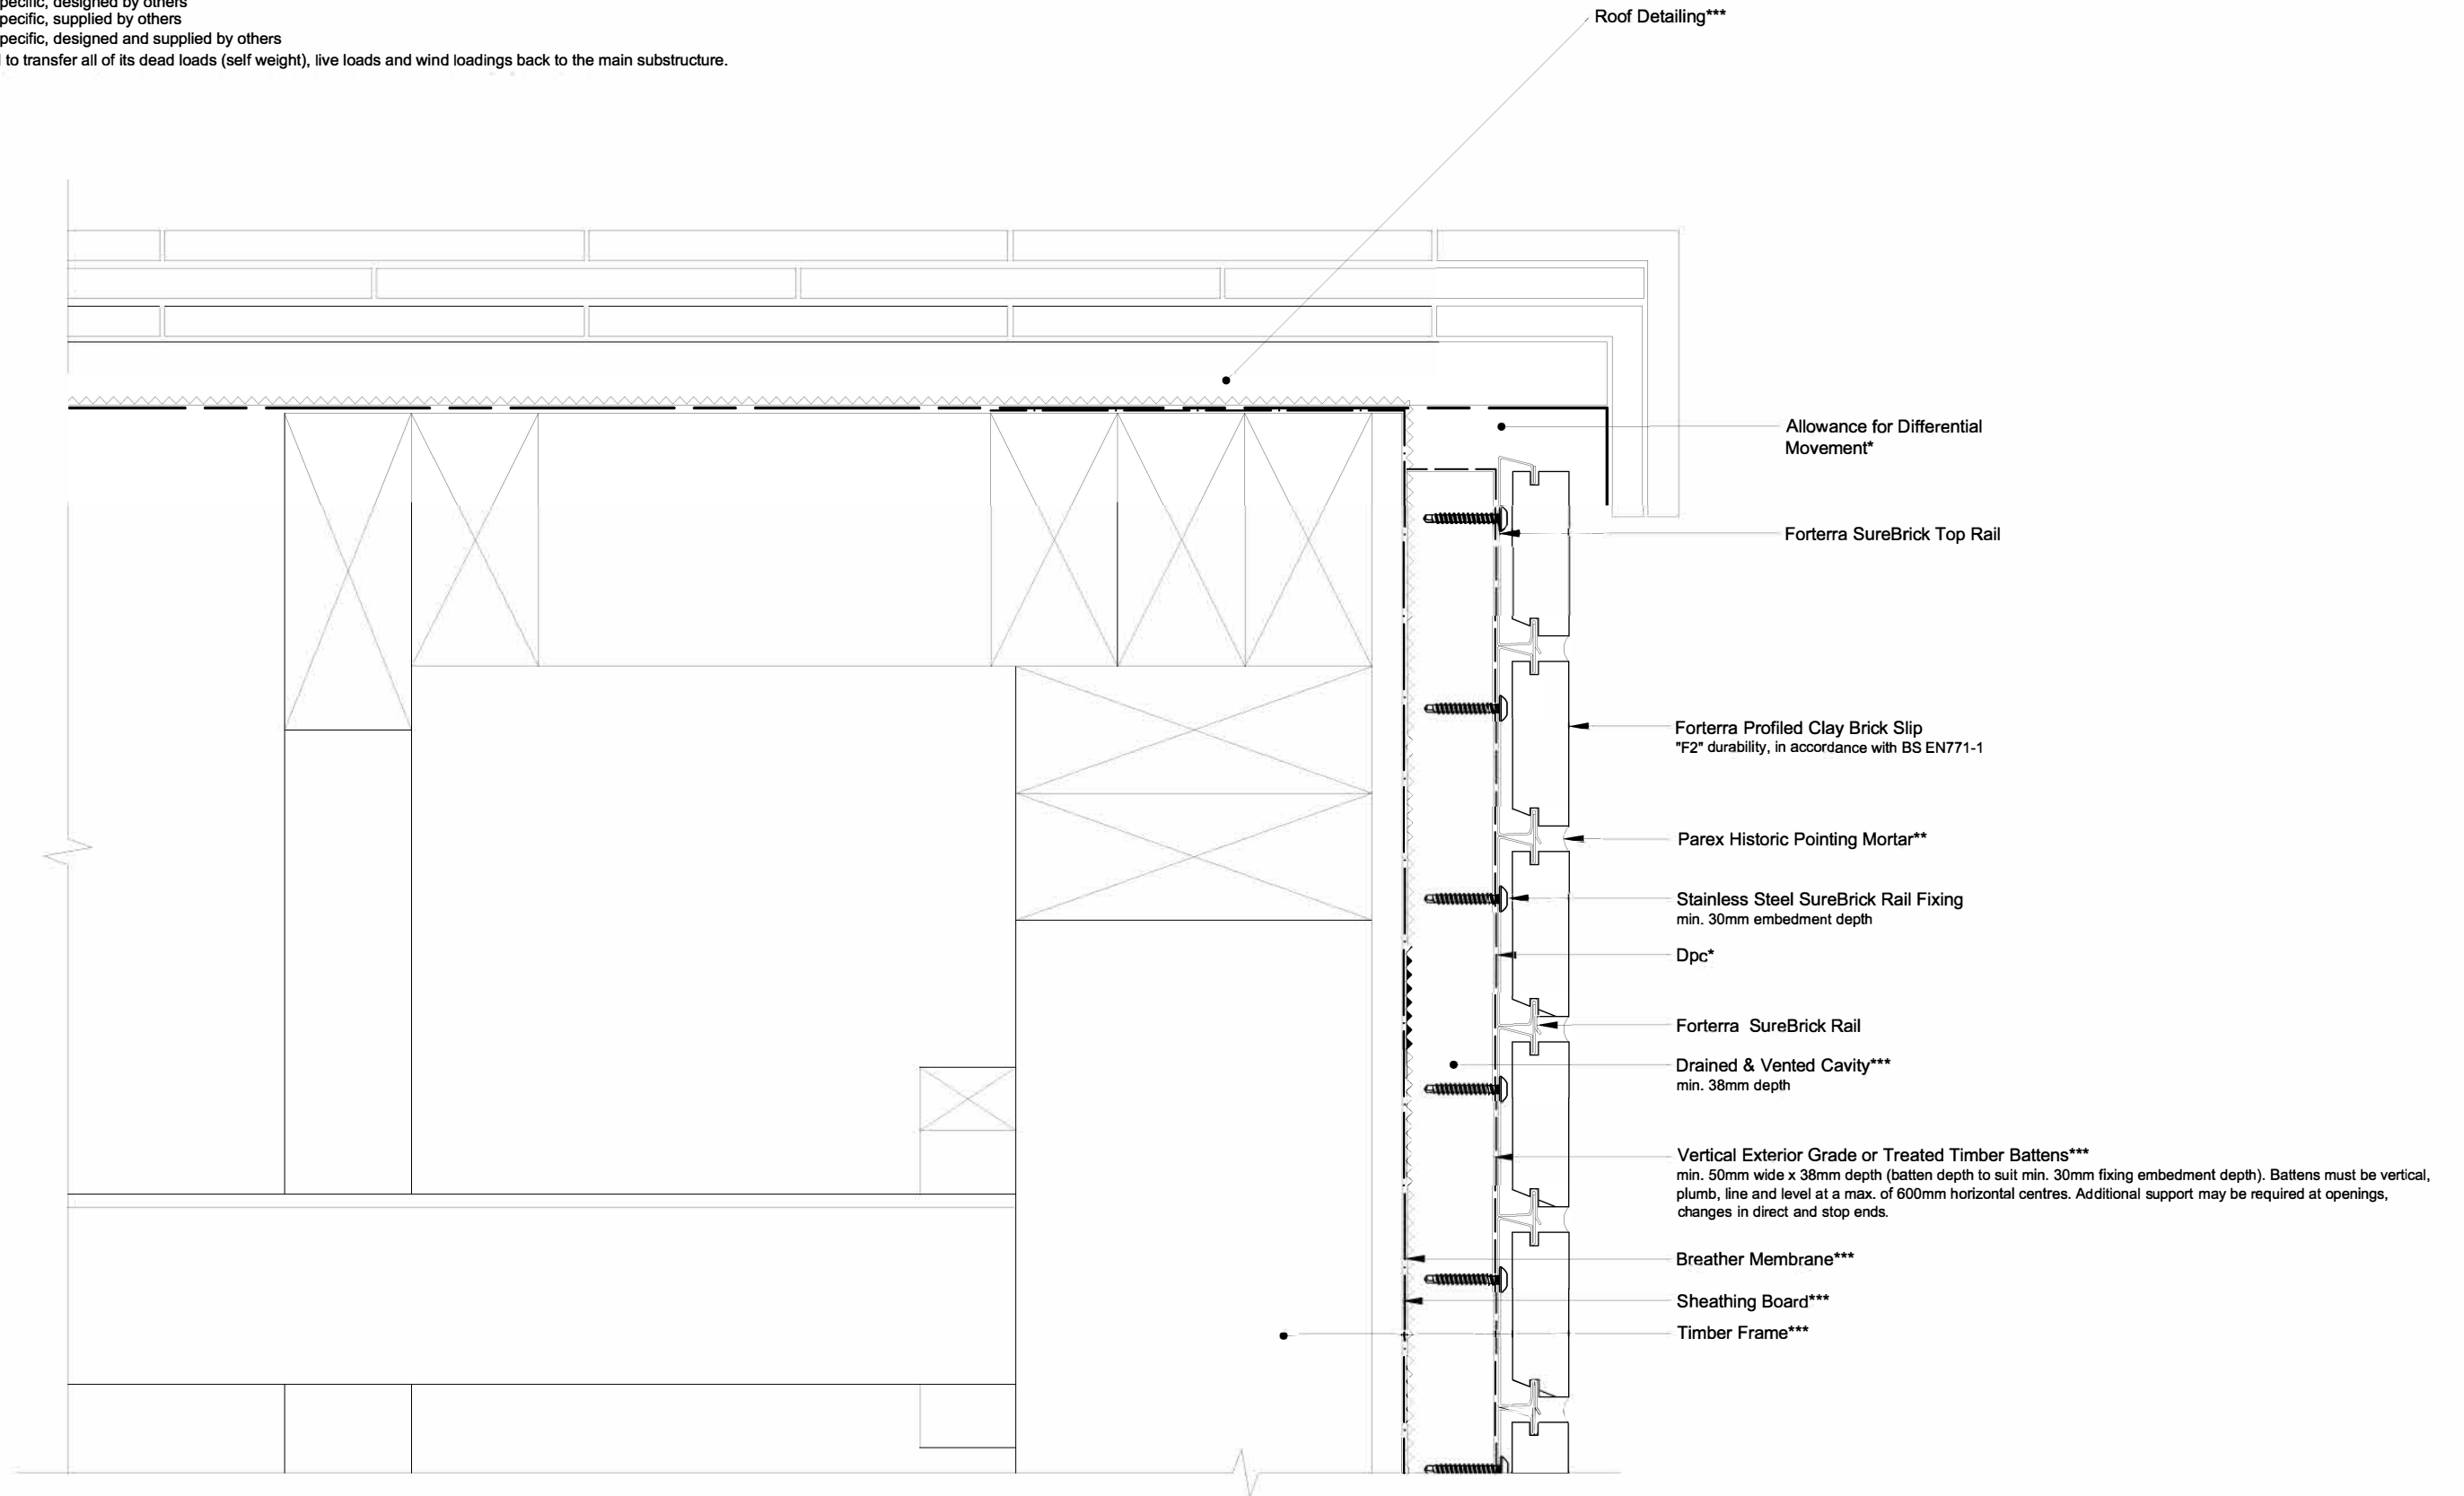 pecific, designed by others
pecific, supplied by others
pecific, designed and supplied by others
to transfer all of its dead loads (self weight), live loads and wind loadings back to the main substructure.
Roof Detailing***
Allowance for Differential
Movement*
Forterra SureBrick Top Rail
Forterra Profiled Clay Brick Slip
"F2" durability, in accordance with BS EN771-1
Parex Historic Pointing Mortar**
Stainless Steel SureBrick Rail Fixing
min. 30mm embedment depth
Dpc*
Forterra SureBrick Rail
Drained & Vented Cavity***
min. 38mm depth
Vertical Exterior Grade or Treated Timber Battens***
min. 50mm wide x 38mm depth (batten depth to suit min. 30mm fixing embedment depth). Battens must be vertical,
plumb, line and level at a max. of 600mm horizontal centres. Additional support may be required at openings,
changes in direct and stop ends.
Breather Membrane***
Sheathing Board***
Timber Frame***